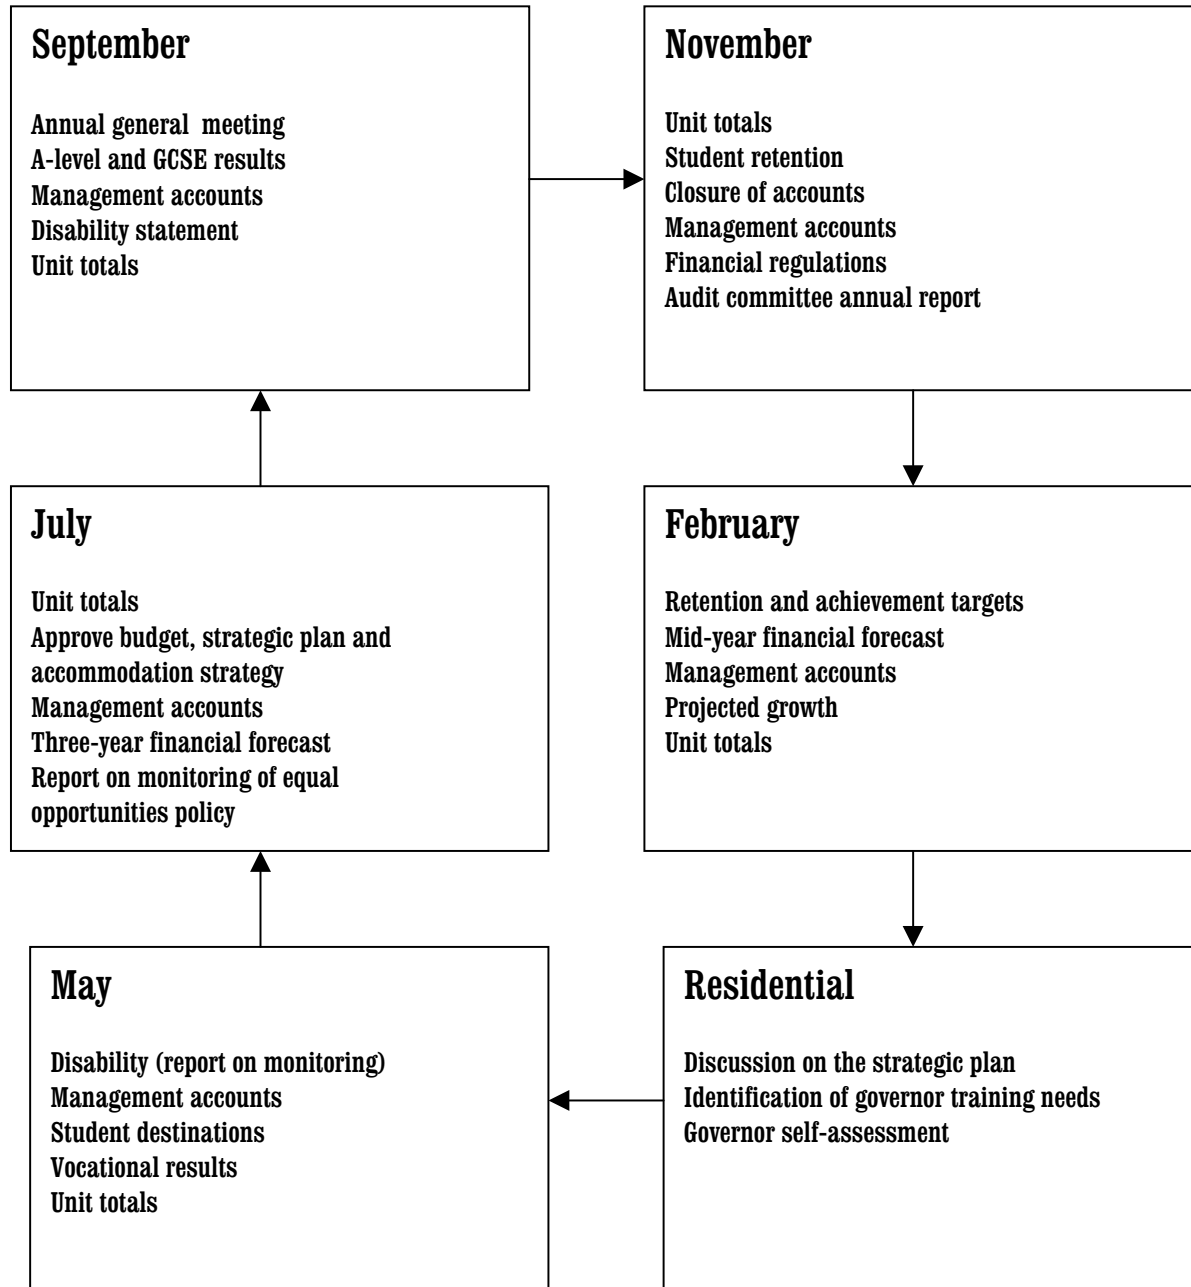 September
Annual general meeting
A-level and GCSE results
Management accounts
Disability statement
Unit totals
November
Unit totals
Student retention
Closure of accounts
Management accounts
Financial regulations
Audit committee annual report
July
Unit totals
Approve budget, strategic plan and
accommodation strategy
Management accounts
Three-year financial forecast
Report on monitoring of equal
opportunities policy
February
Retention and achievement targets
Mid-year financial forecast
Management accounts
Projected growth
Unit totals
May
Disability (report on monitoring)
Management accounts
Student destinations
Vocational results
Unit totals
Residential
Discussion on the strategic plan
Identification of governor training needs
Governor self-assessment